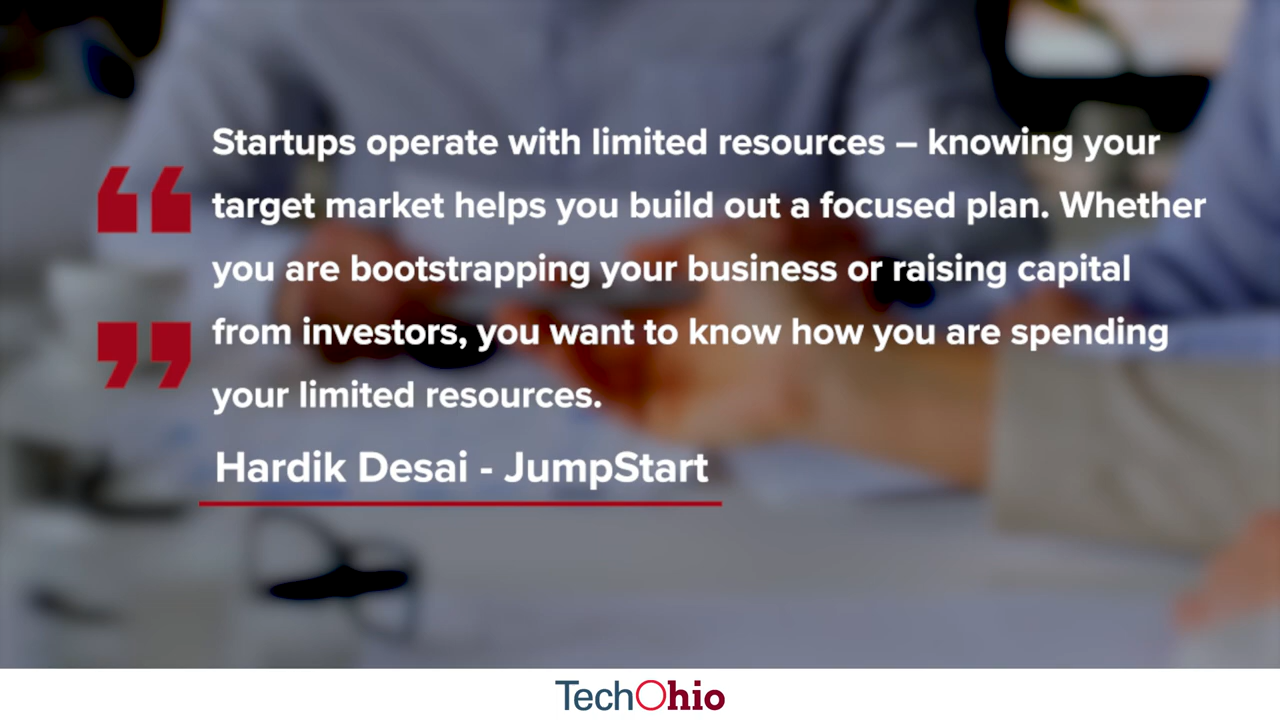 Startups operate with limited resources – knowing your
target market helps you build out a focused plan. Whether
you are bootstrapping your business or raising capital
from investors, you want to know how you are spending
your limited resources.
Hardik Desai - JumpStart
TechOhio